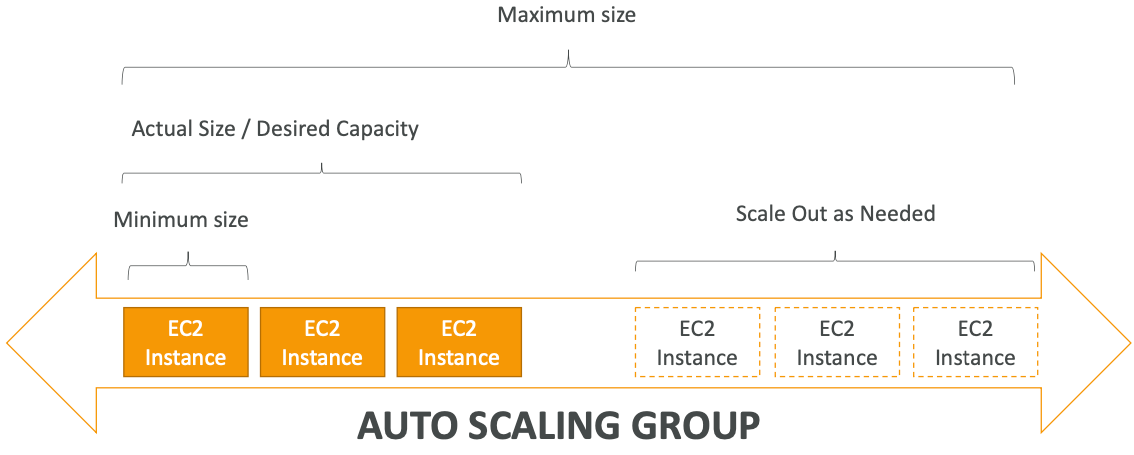 Maximum size
Actual Size / Desired Capacity
Minimum size
Scale Out as Needed
EC2
Instance
EC2
Instance
EC2
Instance
EC2
Instance
EC2
Instance
EC2
Instance
AUTO SCALING GROUP